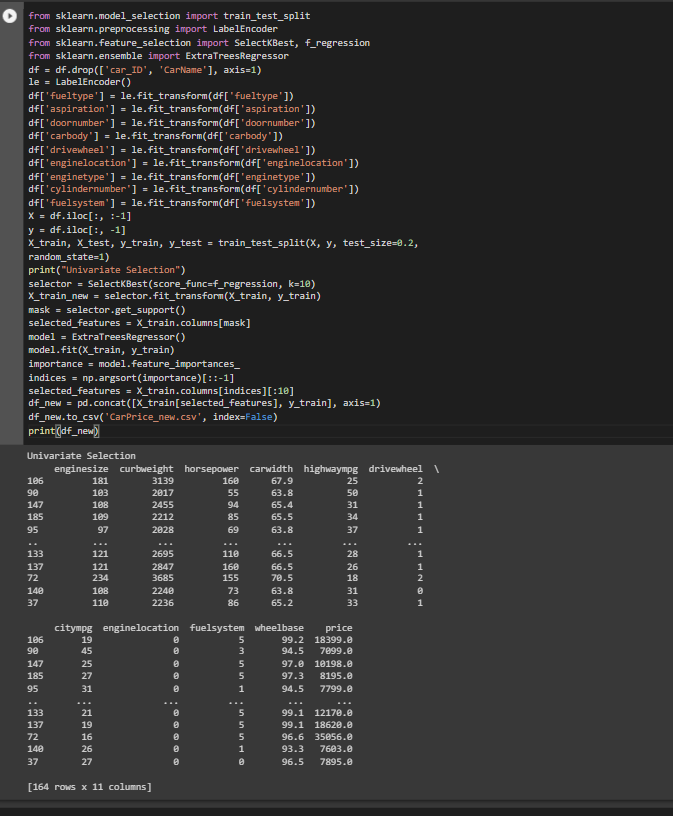 from sklearn.model_selection import train_test_split
from sklearn.preprocessing import LabelEncoder
from sklearn.feature_selection import SelectKBest, f_regression
from sklearn.ensemble import ExtraTreesRegressor
df = df.drop(['car_ID', 'CarName'], axis=1)
le = LabelEncoder()
df['fueltype'] = le.fit_transform(df['fueltype'])
df['aspiration'] = le.fit_transform(df['aspiration'])
df['doornumber'] = le.fit_transform(df['doornumber'])
df['carbody'] = le.fit_transform(df['carbody'])
df['drivewheel'] = le.fit_transform(df['drivewheel'])
df['enginelocation'] = le.fit_transform(df['enginelocation'])
df['enginetype'] = le.fit_transform(df['enginetype'])
df['cylindernumber'] = le.fit_transform(df['cylindernumber'])
df['fuelsystem'] = le.fit_transform(df['fuelsystem'])
X = df.iloc[:, :-1]
y = df.iloc[:, -1]
X_train, X_test, y_train, y_test = train_test_split(X, y, test_size=0.2,
random_state=1)
print("Univariate Selection")
selector = SelectKBest(score_func=f_regression, k=10)
X_train_new = selector.fit_transform(X_train, y_train)
mask = selector.get_support()
selected_features = X_train.columns[mask]
model = ExtraTreesRegressor()
model.fit(X_train, y_train)
importance = model.feature_importances_
indices = np.argsort(importance)[::-1]
selected_features = X_train.columns[indices][:10]
df_new = pd.concat([X_train[selected_features], y_train], axis=1)
df_new.to_csv('CarPrice_new.csv', index=False)
print(df_new)
Univariate Selection
enginesize curbweight horsepower carwidth highwaympg drivewheel \
106 181 3139 160 67.9 25 2
90 103 2017 55 63.8 50 1
147 108 2455 94 65.4 31 1
185 109 2212 85 65.5 34 1
95 97 2028 69 63.8 37 1
.. ... ... ... ... ... ...
133 121 2695 110 66.5 28 1
137 121 2847 160 66.5 26 1
72 234 3685 155 70.5 18 2
140 108 2240 73 63.8 31 0
37 110 2236 86 65.2 33 1
citympg enginelocation fuelsystem wheelbase price
106 19 0 5 99.2 18399.0
90 45 0 3 94.5 7099.0
147 25 0 5 97.0 10198.0
185 27 0 5 97.3 8195.0
95 31 0 1 94.5 7799.0
.. ... ... ... ... ...
133 21 0 5 99.1 12170.0
137 19 0 5 99.1 18620.0
72 16 0 5 96.6 35056.0
140 26 0 1 93.3 7603.0
37 27 0 0 96.5 7895.0
[164 rows x 11 columns]